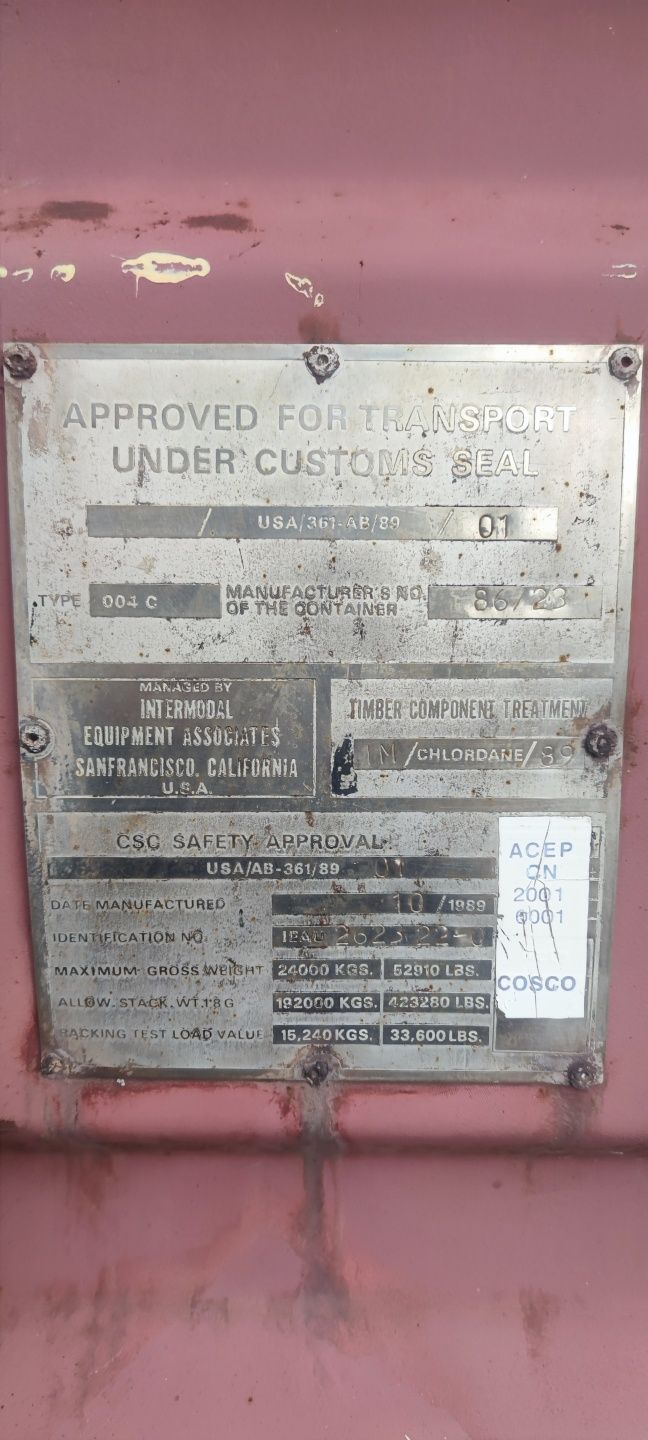 APPROVED FOR TRANSPORT
UNDER CUSTOMS SEAL
/ USA/361-AB/89 / 01
TYPE 004 C MANUFACTURER'S NO. OF THE CONTAINER 86/23
MANAGED BY
INTERMODAL
EQUIPMENT ASSOCIATES
SANFRANCISCO, CALIFORNIA
U.S.A.
TIMBER COMPONENT TREATMENT
IM/CHLORDANE/89
CSC SAFETY APPROVAL
USA/AB-361/89 01
DATE MANUFACTURED 10/1989
IDENTIFICATION NO.
MAXIMUM GROSS WEIGHT 24000 KGS. 52910 LBS.
ALLOW. STACK. WT. 1.8 G 192000 KGS. 423280 LBS.
RACKING TEST LOAD VALUE 15,240 KGS. 33,600 LBS.
ACEP
CN
2001
0001
COSCO